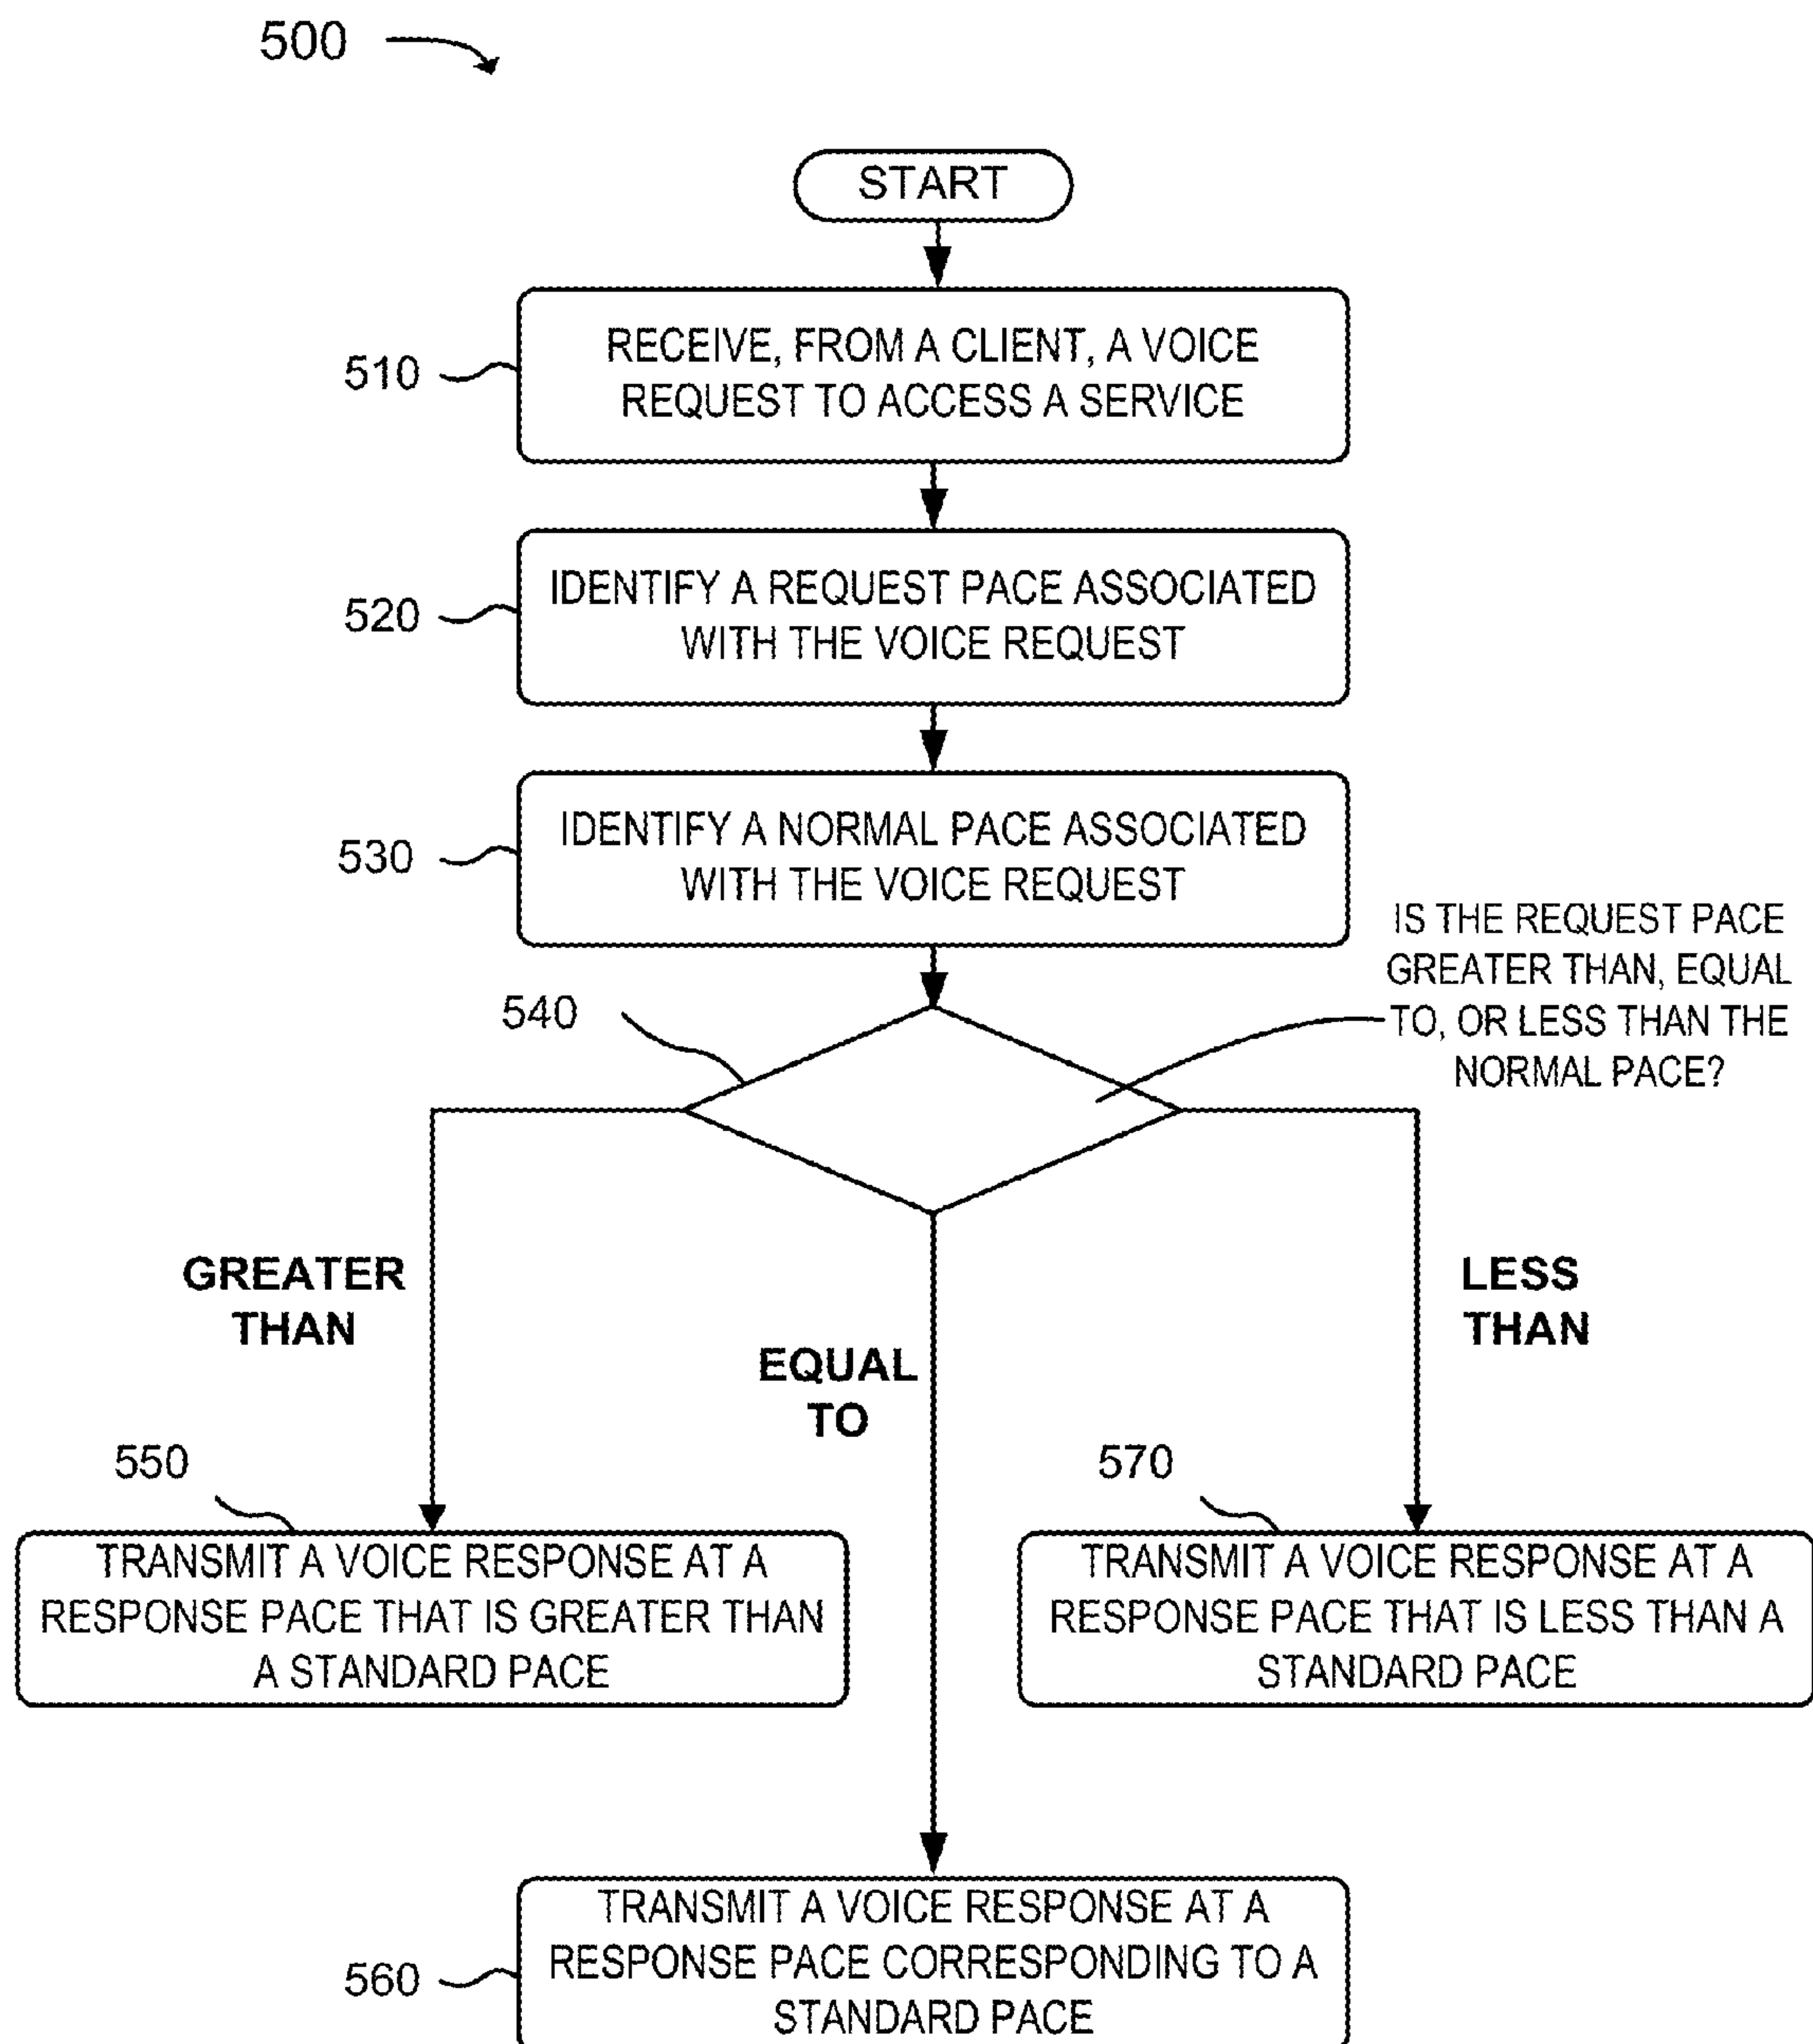 500
START
510
RECEIVE, FROM A CLIENT, A VOICE
REQUEST TO ACCESS A SERVICE
520
IDENTIFY A REQUEST PACE ASSOCIATED
WITH THE VOICE REQUEST
530
IDENTIFY A NORMAL PACE ASSOCIATED
WITH THE VOICE REQUEST
540
IS THE REQUEST PACE
GREATER THAN, EQUAL
TO, OR LESS THAN THE
NORMAL PACE?
GREATER
THAN
EQUAL
TO
LESS
THAN
550
TRANSMIT A VOICE RESPONSE AT A
RESPONSE PACE THAT IS GREATER THAN
A STANDARD PACE
570
TRANSMIT A VOICE RESPONSE AT A
RESPONSE PACE THAT IS LESS THAN A
STANDARD PACE
560
TRANSMIT A VOICE RESPONSE AT A
RESPONSE PACE CORRESPONDING TO A
STANDARD PACE